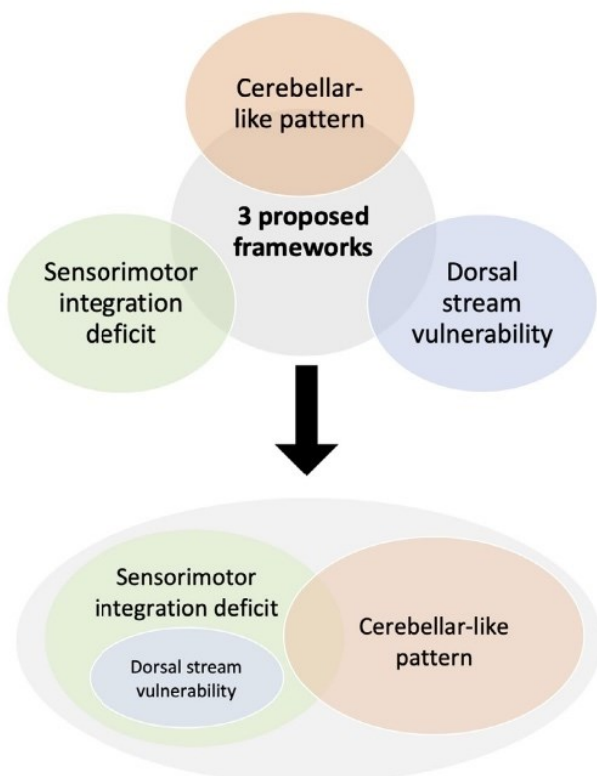 Cerebellar-
like pattern
3 proposed
frameworks
Sensorimotor
integration
deficit
Dorsal
stream
vulnerability
Sensorimotor
integration deficit
Dorsal stream
vulnerability
Cerebellar-like
pattern